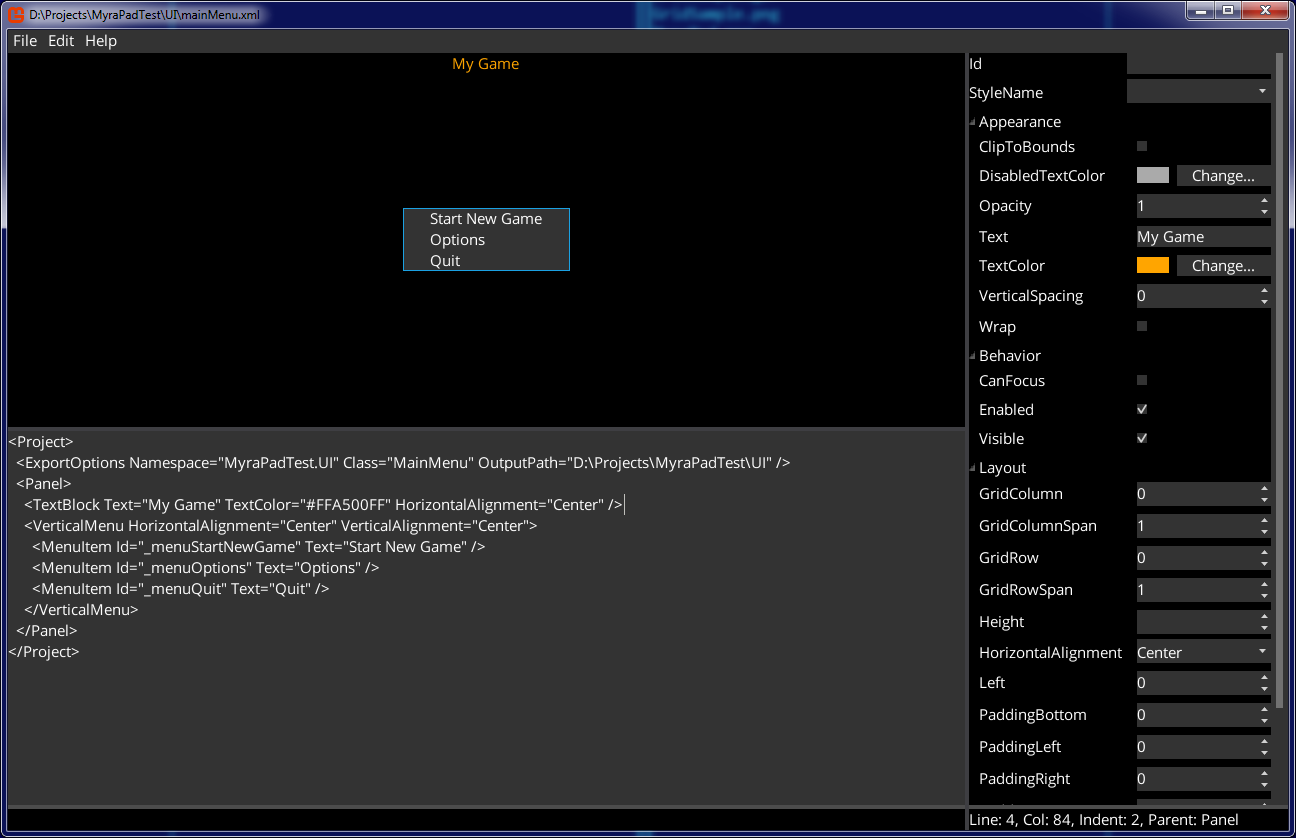 D:\Projects\MyraPadTest\UI\mainMenu.xml
GridSample.png
File Edit Help
My Game
Start New Game
Options
Quit
<Project>
<ExportOptions Namespace="MyraPadTest.UI" Class="MainMenu" OutputPath="D:\Projects\MyraPadTest\UI" />
<Panel>
<TextBlock Text="My Game" TextColor="#FFA500FF" HorizontalAlignment="Center" />
<VerticalMenu HorizontalAlignment="Center" VerticalAlignment="Center">
<MenuItem Id="_menuStartNewGame" Text="Start New Game" />
<MenuItem Id="_menuOptions" Text="Options" />
<MenuItem Id="_menuQuit" Text="Quit" />
</VerticalMenu>
</Panel>
</Project>
Id
StyleName
Appearance
ClipToBounds
DisabledTextColor Change...
Opacity 1
Text My Game
TextColor Change...
VerticalSpacing 0
Wrap
Behavior
CanFocus
Enabled
Visible
Layout
GridColumn 0
GridColumnSpan 1
GridRow 0
GridRowSpan 1
Height
HorizontalAlignment Center
Left 0
PaddingBottom 0
PaddingLeft 0
PaddingRight 0
Line: 4, Col: 84, Indent: 2, Parent: Panel